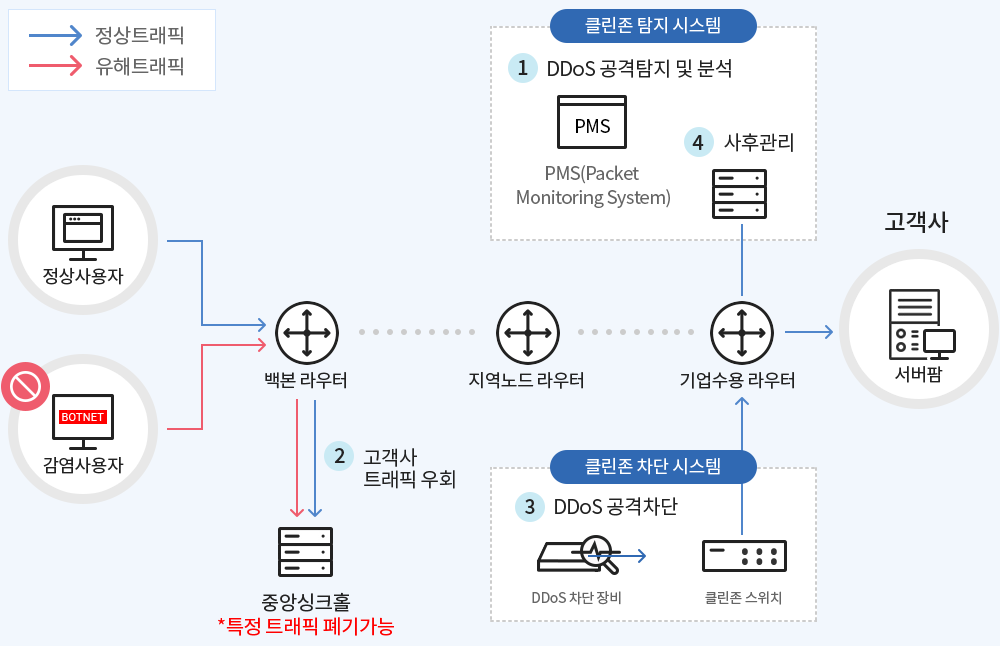 정상트래픽
유해트래픽
클린존 탐지 시스템
1 DDoS 공격탐지 및 분석
PMS
PMS(Packet
Monitoring System)
4 사후관리
고객사
정상사용자
백본 라우터
지역노드 라우터
기업수용 라우터
서버팜
BOTNET
감염사용자
2 고객사
트래픽 우회
중앙싱크홀
*특정 트래픽 폐기가능
클린존 차단 시스템
3 DDoS 공격차단
DDoS 차단 장비
클린존 스위치